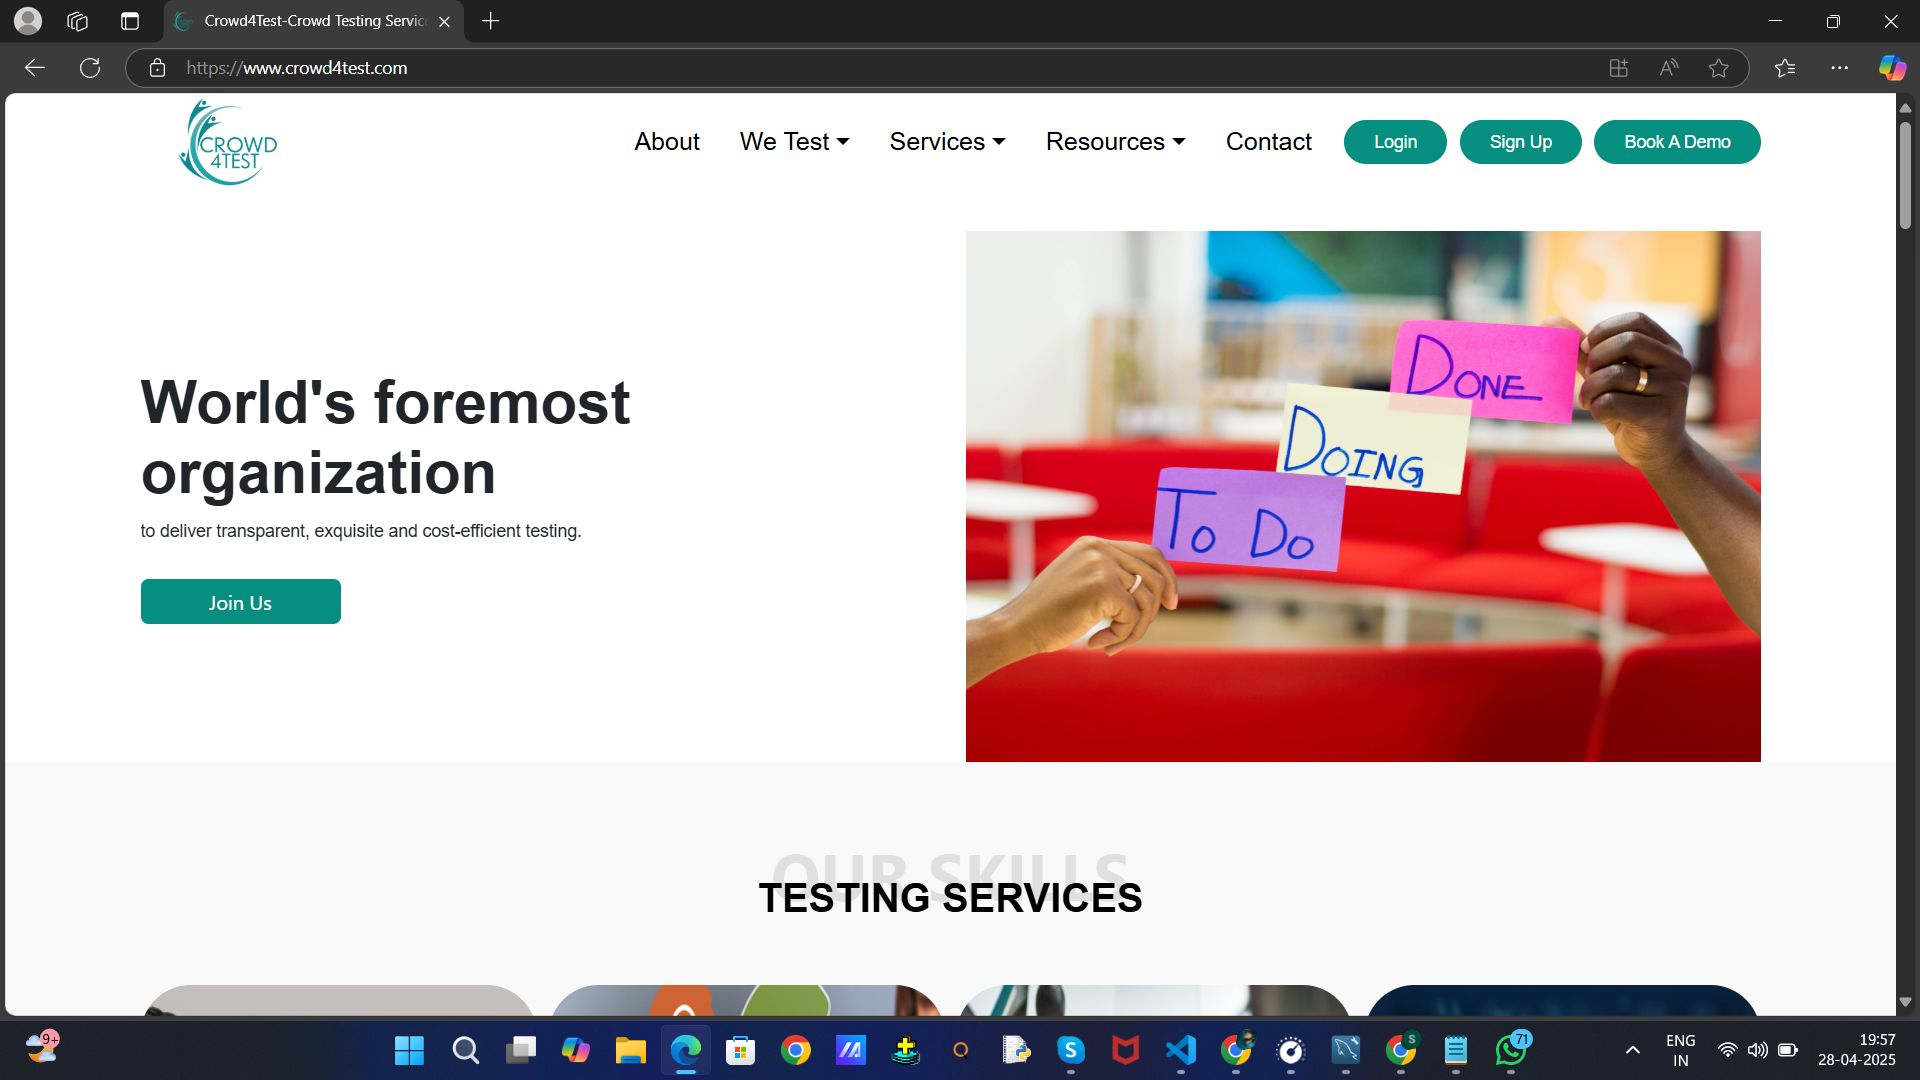 Crowd4Test-Crowd Testing Servic
https://www.crowd4test.com
CROWD
4TEST
About
We Test
Services
Resources
Contact
Login
Sign Up
Book A Demo
World's foremost
organization
to deliver transparent, exquisite and cost-efficient testing.
Join Us
DONE
DOING
TO DO
OUR SKILLS
TESTING SERVICES
9+
S
71
ENG
IN
19:57
28-04-2025